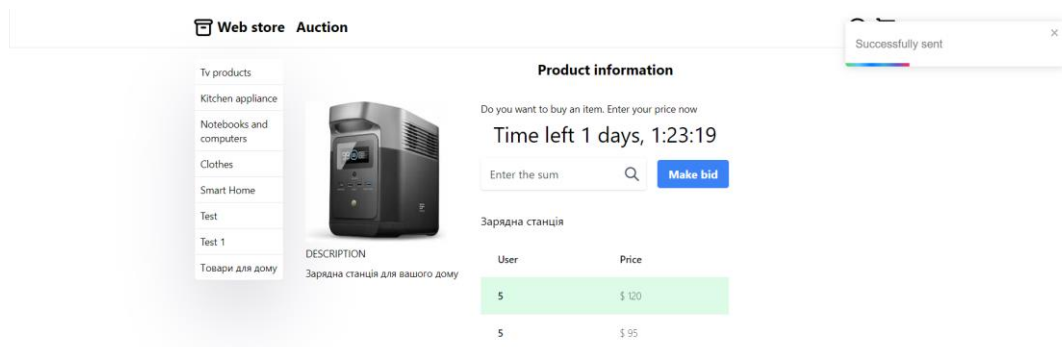 Web store Auction
Successfully sent
Tv products
Kitchen appliance
Notebooks and
computers
Clothes
Smart Home
Test
Test 1
Товари для дому
DESCRIPTION
Зарядна станція для вашого дому
Product information
Do you want to buy an item. Enter your price now
Time left 1 days, 1:23:19
Enter the sum
Make bid
Зарядна станція
User Price
5 $ 120
5 $ 95